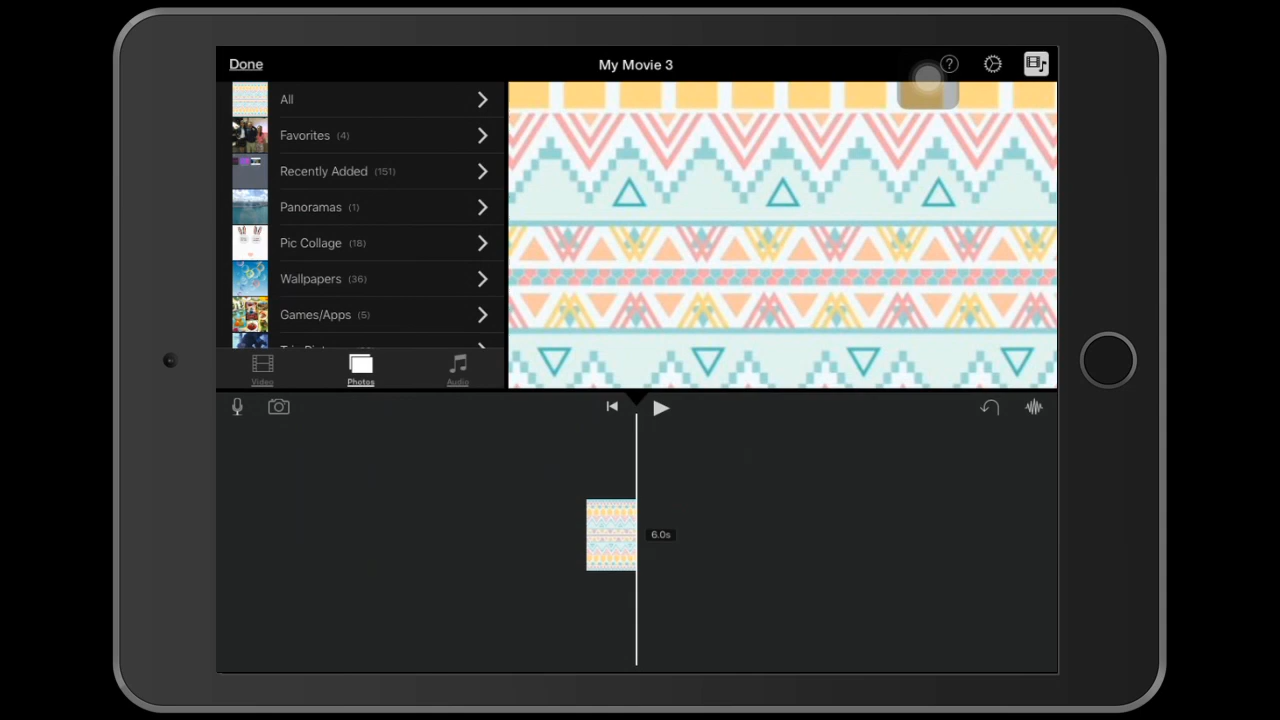 Done
My Movie 3
?
All
Favorites (4)
Recently Added (151)
Panoramas (1)
Pic Collage (18)
Wallpapers (36)
Games/Apps (5)
Video
Photos
Audio
6.0s